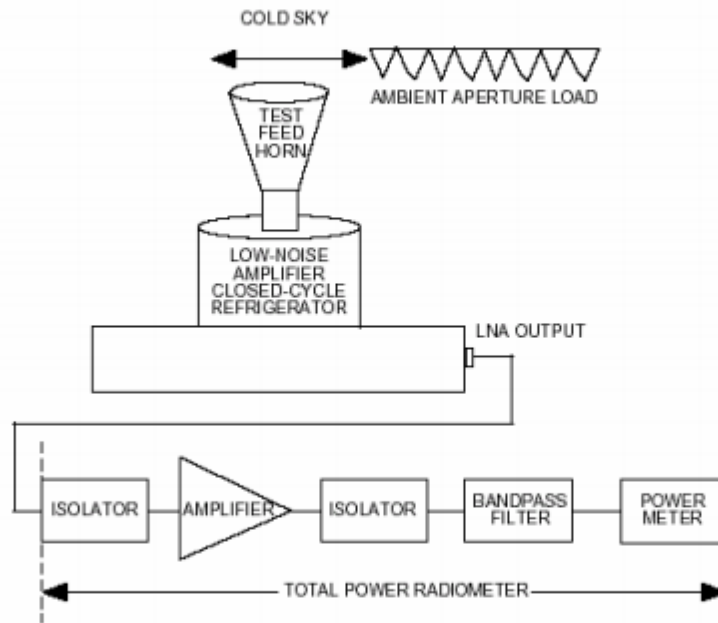 COLD SKY
AMBIENT APERTURE LOAD
TEST
FEED
HORN
LOW-NOISE
AMPLIFIER
CLOSED-CYCLE
REFRIGERATOR
LNA OUTPUT
ISOLATOR
AMPLIFIER
ISOLATOR
BANDPASS
FILTER
POWER
METER
TOTAL POWER RADIOMETER